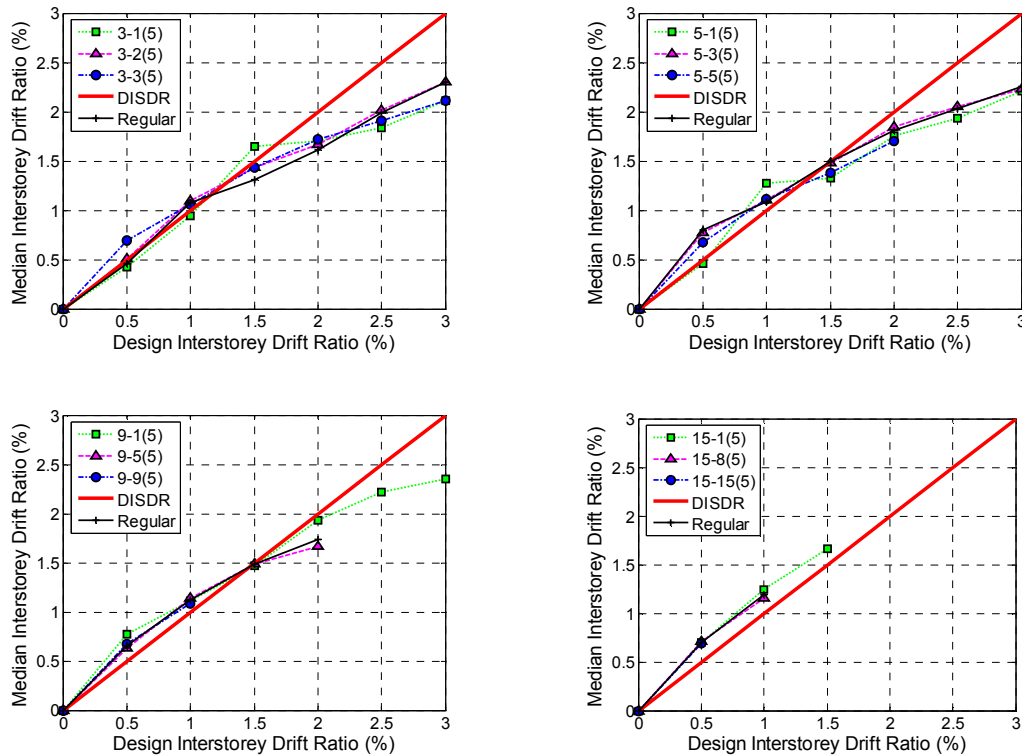 Median Interstorey Drift Ratio (%)
3
2.5
2
1.5
1
0.5
0
3-1(5)
3-2(5)
3-3(5)
DISDR
Regular
0 0.5 1 1.5 2 2.5 3
Design Interstorey Drift Ratio (%)
Median Interstorey Drift Ratio (%)
3
2.5
2
1.5
1
0.5
0
5-1(5)
5-3(5)
5-5(5)
DISDR
Regular
0 0.5 1 1.5 2 2.5 3
Design Interstorey Drift Ratio (%)
Median Interstorey Drift Ratio (%)
3
2.5
2
1.5
1
0.5
0
9-1(5)
9-5(5)
9-9(5)
DISDR
Regular
0 0.5 1 1.5 2 2.5 3
Design Interstorey Drift Ratio (%)
Median Interstorey Drift Ratio (%)
3
2.5
2
1.5
1
0.5
0
15-1(5)
15-8(5)
15-15(5)
DISDR
Regular
0 0.5 1 1.5 2 2.5 3
Design Interstorey Drift Ratio (%)